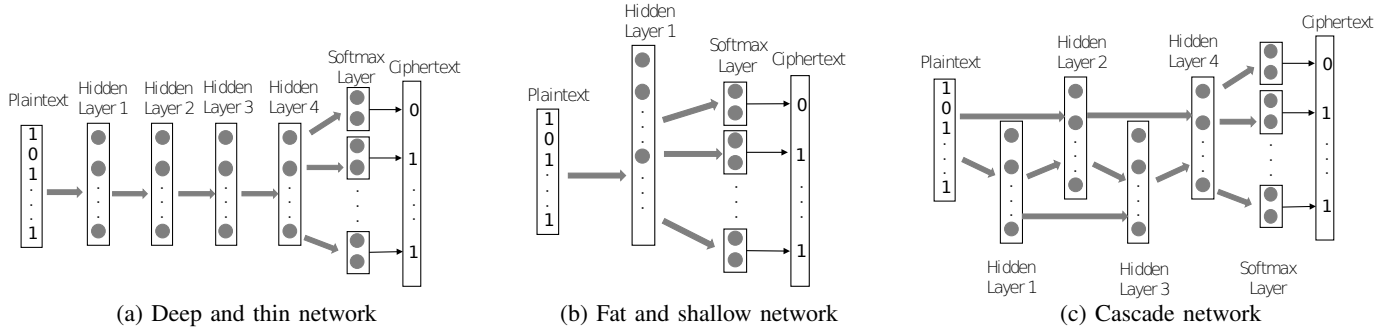 Plaintext
1
0
1
.
.
.
1
Hidden
Layer 1
Hidden
Layer 2
Hidden
Layer 3
Hidden
Layer 4
Softmax
Layer
Ciphertext
0
1
1
(a) Deep and thin network
Plaintext
1
0
1
.
.
.
1
Hidden
Layer 1
Softmax
Layer
Ciphertext
0
1
1
(b) Fat and shallow network
Plaintext
1
0
1
.
.
.
1
Hidden
Layer 1
Hidden
Layer 2
Hidden
Layer 3
Hidden
Layer 4
Softmax
Layer
Ciphertext
0
1
1
(c) Cascade network